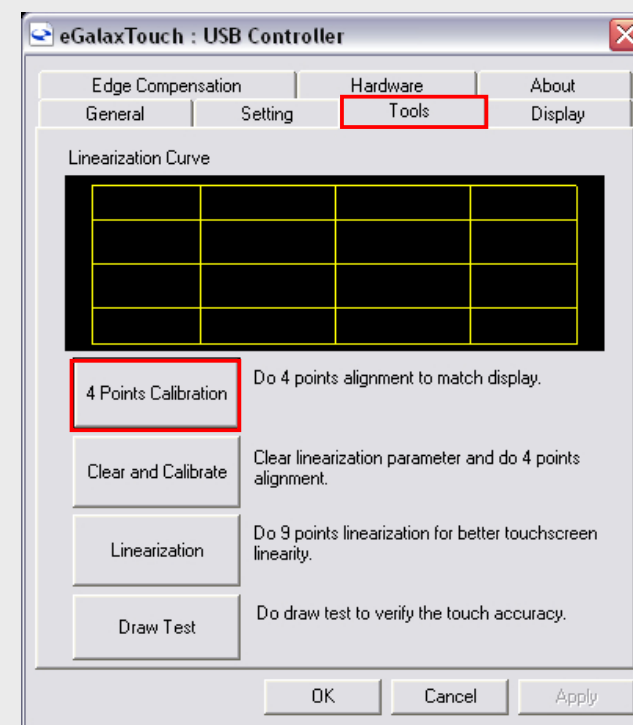 eGalaxTouch : USB Controller
Edge Compensation Hardware About
General Setting Tools Display
Linearization Curve
4 Points Calibration
Do 4 points alignment to match display.
Clear and Calibrate
Clear linearization parameter and do 4 points
alignment.
Linearization
Do 9 points linearization for better touchscreen
linearity.
Draw Test
Do draw test to verify the touch accuracy.
OK Cancel Apply